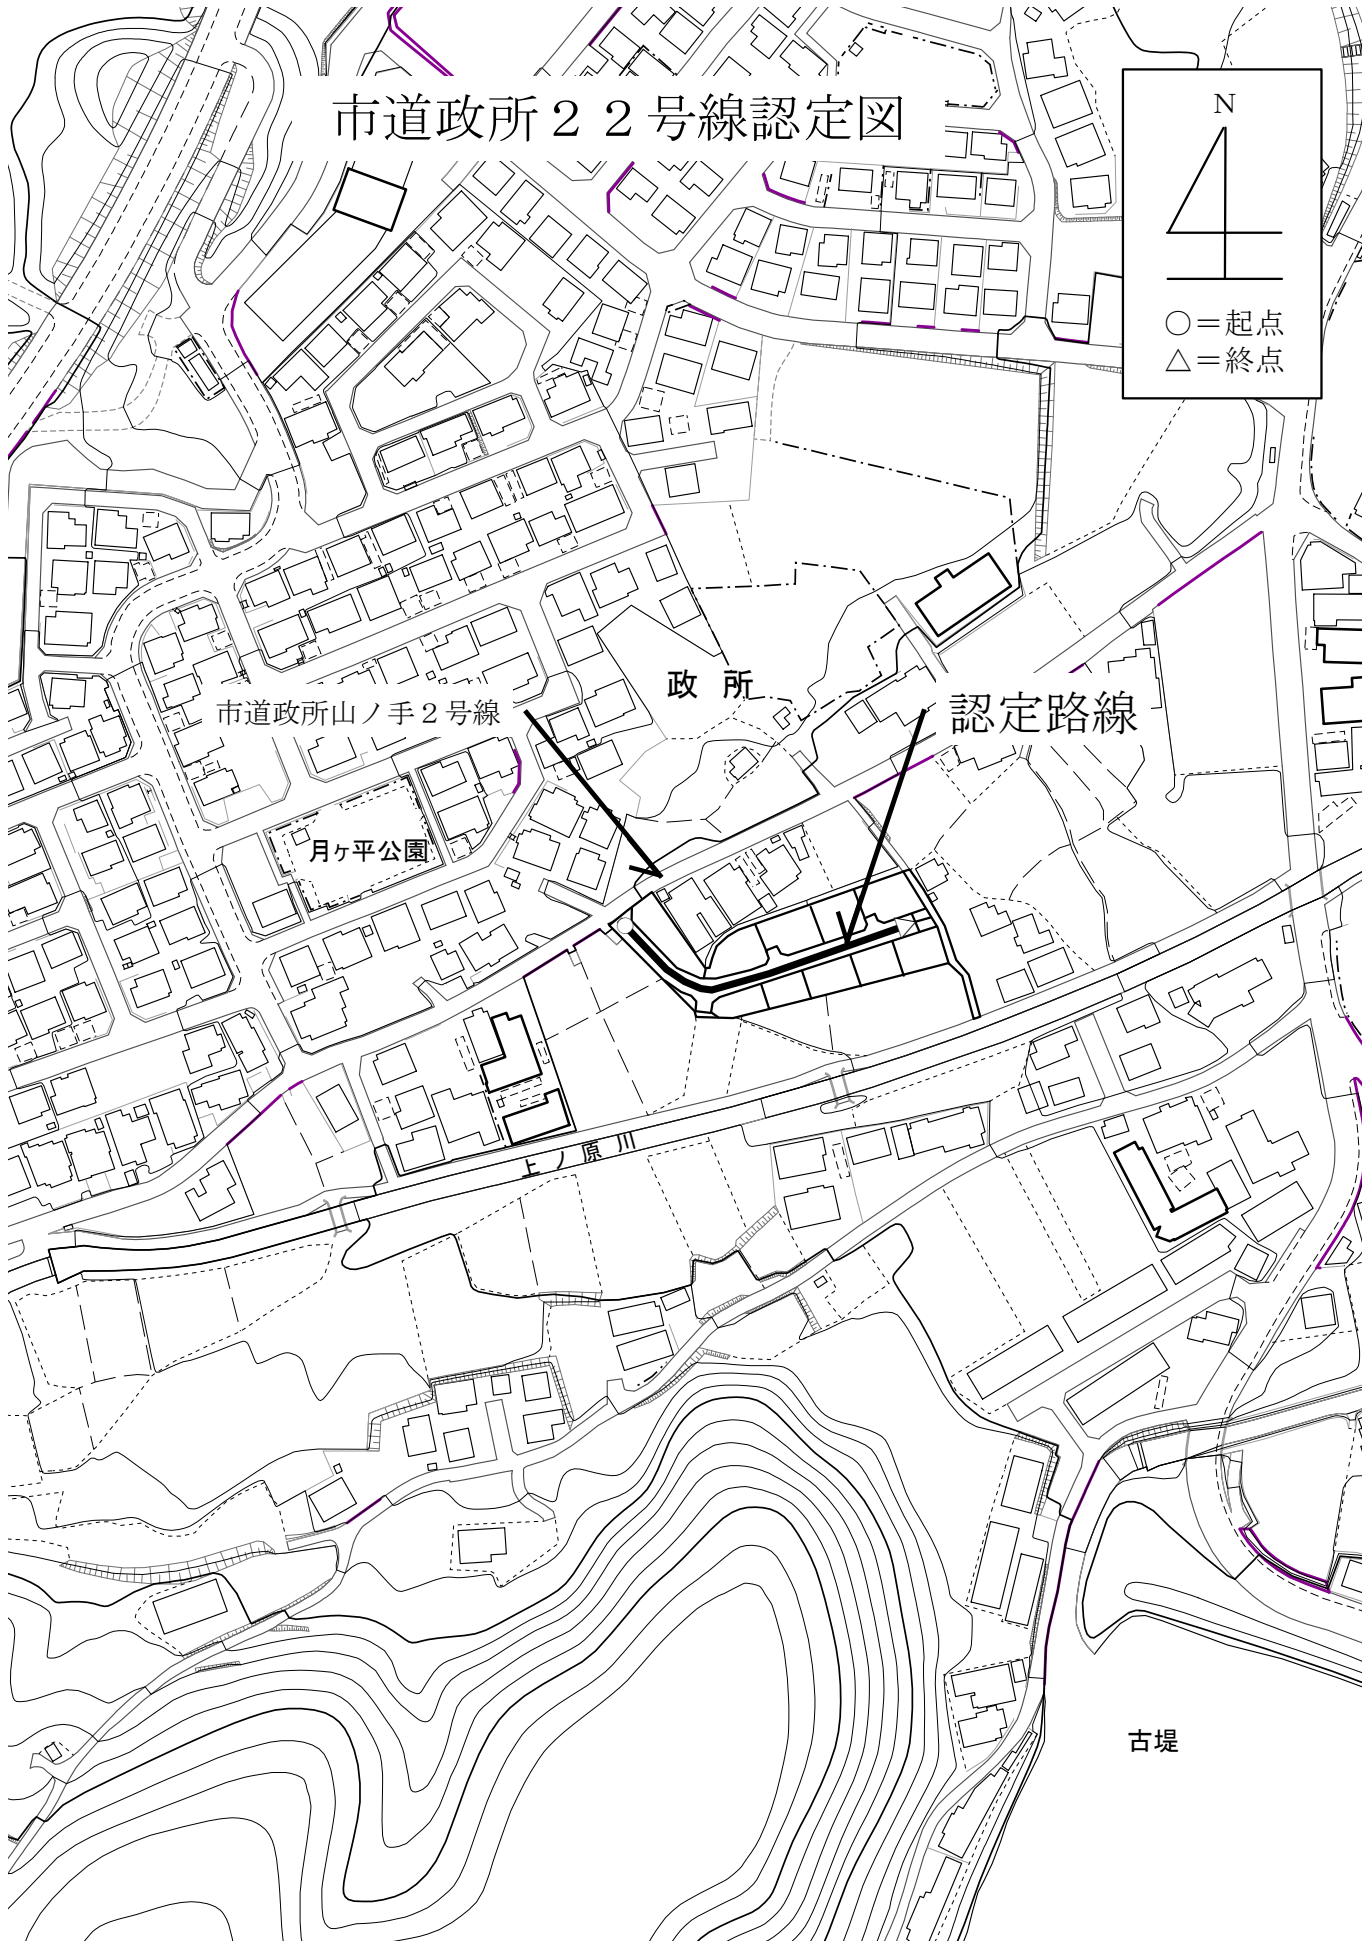 市道政所２２号線認定図
N
○＝起点
△＝終点
政所
市道政所山ノ手２号線
認定路線
月ヶ平公園
上ノ原川
古堤